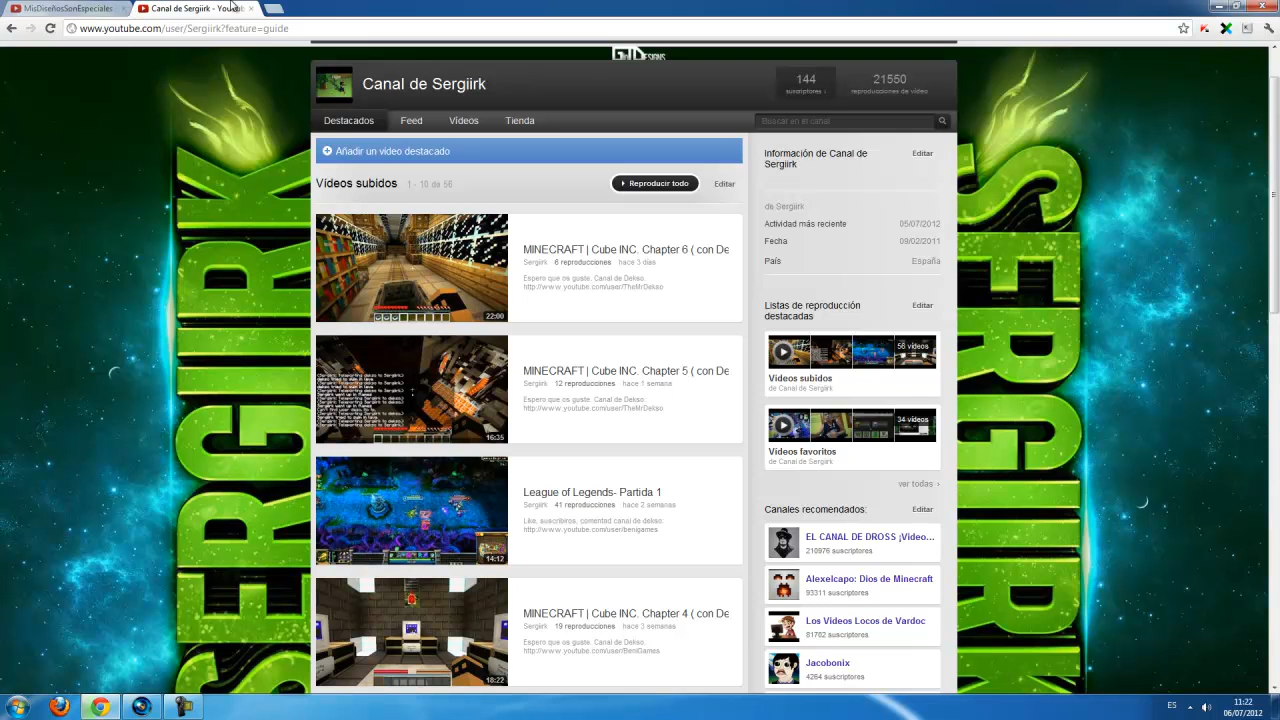 MisDiseñosSonEspeciales
Canal de Sergiirk - YouTub
www.youtube.com/user/Sergiirk?feature=guide
Canal de Sergiirk
144
suscriptores ›
21550
reproducciones de vídeo
Destacados
Feed
Vídeos
Tienda
Buscar en el canal
Añadir un vídeo destacado
Vídeos subidos
1 - 10 da 56
Reproducir todo
Editar
MINECRAFT | Cube INC. Chapter 6 ( con De
Sergiirk 6 reproducciones hace 3 días
Espero que os guste. Canal de Dekso.
http://www.youtube.com/user/TheMrDekso
22:00
MINECRAFT | Cube INC. Chapter 5 ( con De
Sergiirk 12 reproducciones hace 1 semana
Espero que os guste. Canal de Dekso
http://www.youtube.com/user/TheMrDekso
16:35
League of Legends- Partida 1
Sergiirk 41 reproducciones hace 2 semanas
Like, suscribiros, comentad canal de dekso:
http://www.youtube.com/user/benigames
14:12
MINECRAFT | Cube INC. Chapter 4 ( con De
Sergiirk 19 reproducciones hace 3 semanas
Espero que os guste. Canal de Dekso.
http://www.youtube.com/user/BeniGames
18:22
Información de Canal de
Sergiirk
Editar
de Sergiirk
Actividad más reciente 05/07/2012
Fecha 09/02/2011
País España
Listas de reproducción
destacadas
Editar
56 vídeos
Vídeos subidos
de Canal de Sergiirk
34 vídeos
Vídeos favoritos
de Canal de Sergiirk
ver todas ›
Canales recomendados:
Editar
EL CANAL DE DROSS ¡Video...
210976 suscriptores
Alexelcapo: Dios de Minecraft
93311 suscriptores
Los Videos Locos de Vardoc
81702 suscriptores
Jacobonix
4264 suscriptores
SERGIIRK
SERGIIRK
ES
11:22
06/07/2012